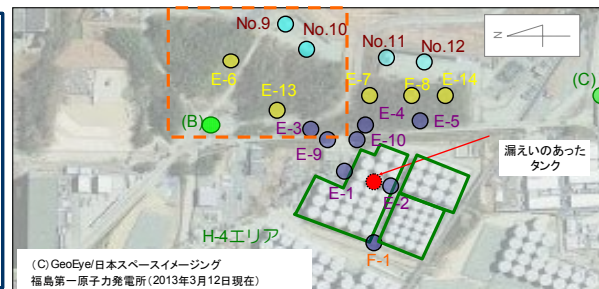 No.9
No.10
No.11
No.12
N
E-6
E-13
E-7
E-8
E-14
(B)
(C)
E-3
E-4
E-5
E-9
E-10
漏えいのあった
タンク
E-1
E-2
H-4エリア
F-1
(C)GeoEye/日本スペースイメージング
福島第一原子力発電所(2013年3月12日現在)